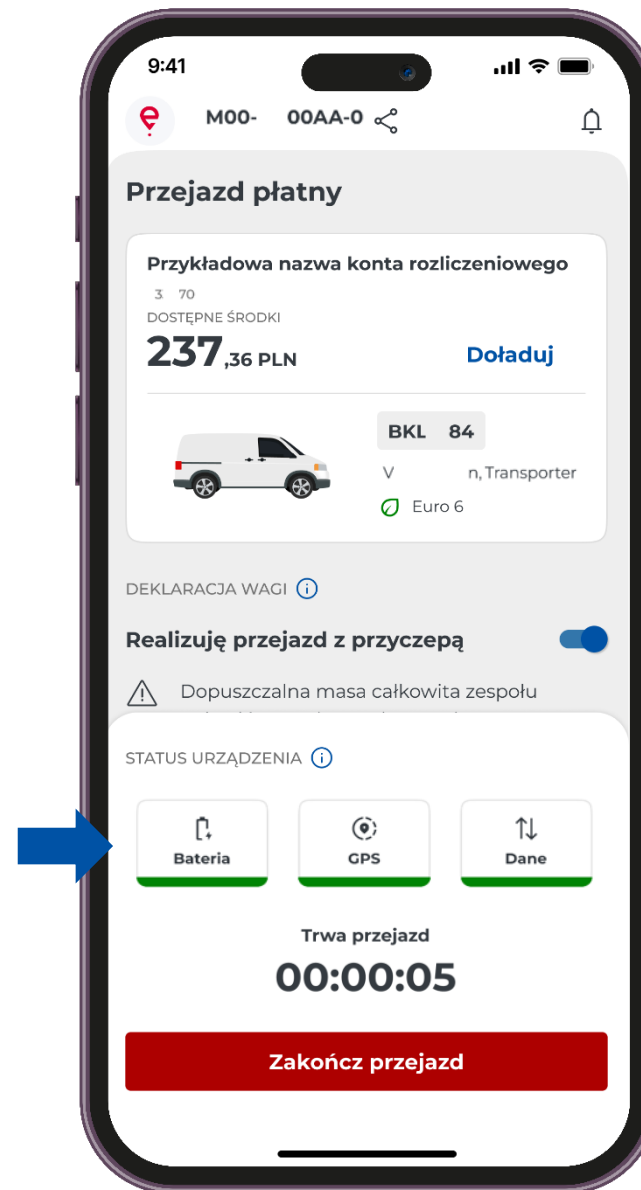 9:41
M00- 00AA-0
Przejazd płatny
Przykładowa nazwa konta rozliczeniowego
3 70
DOSTĘPNE ŚRODKI
237,36 PLN Doładuj
BKL 84
V n, Transporter
Euro 6
DEKLARACJA WAGI
Realizuję przejazd z przyczepą
Dopuszczalna masa całkowita zespołu
STATUS URZĄDZENIA
Bateria GPS Dane
Trwa przejazd
00:00:05
Zakończ przejazd